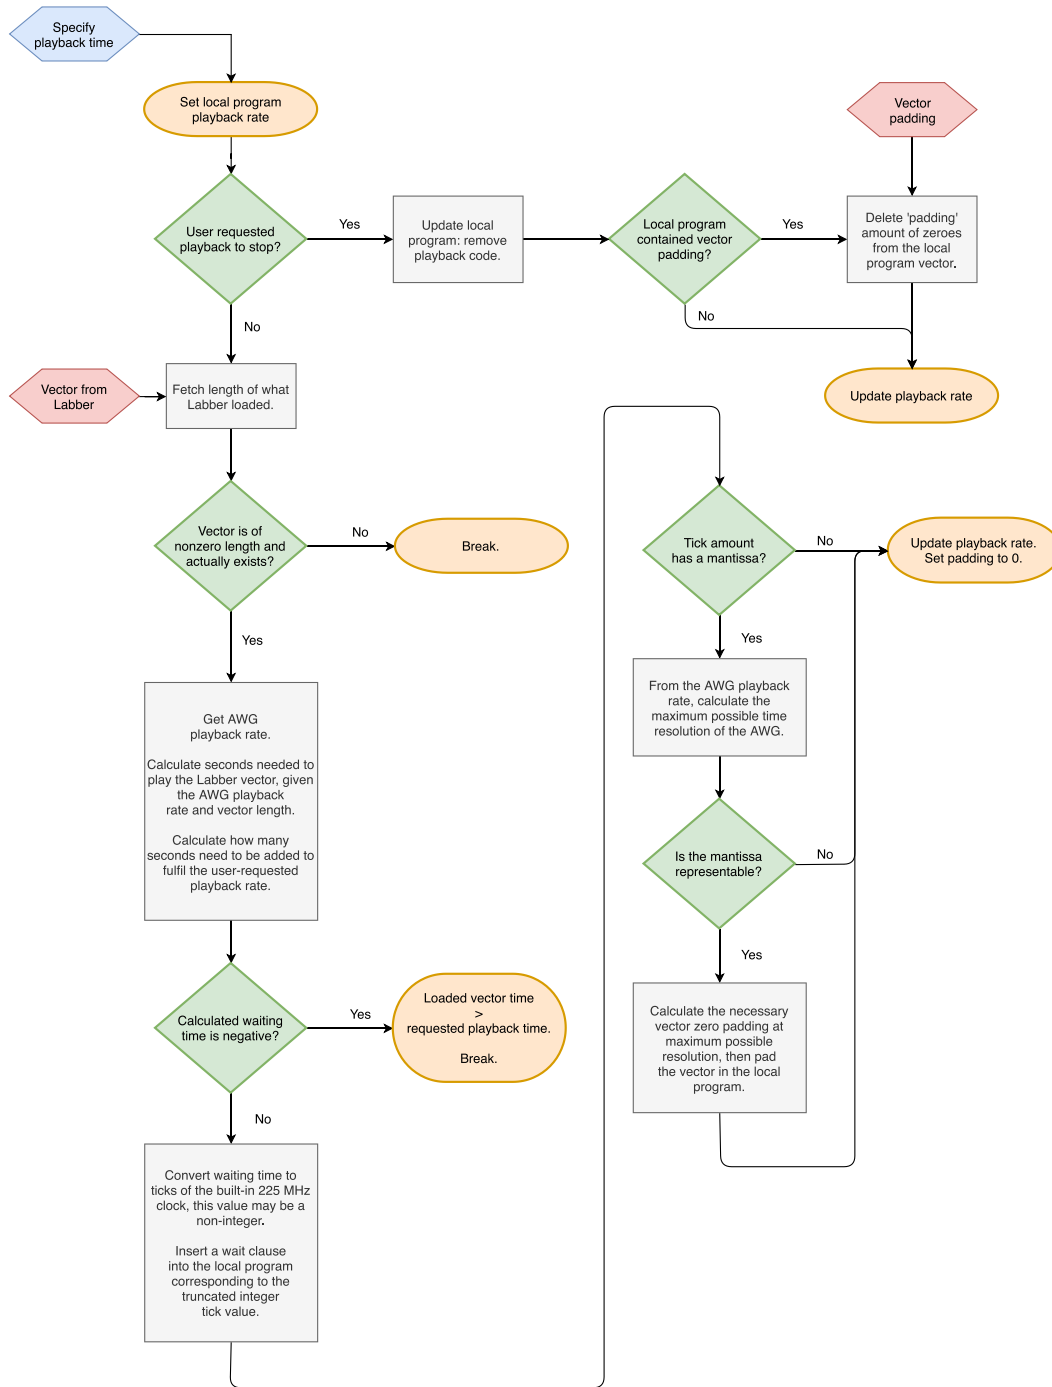 Specify
playback time
Set local program
playback rate
Vector
padding
User requested
playback to stop?
Yes
Update local
program: remove
playback code.
Local program
contained vector
padding?
Yes
Delete 'padding'
amount of zeroes
from the local
program vector.
No
No
Vector from
Labber
Fetch length of what
Labber loaded.
Update playback rate
Vector is of
nonzero length and
actually exists?
No
Break.
Tick amount
has a mantissa?
No
Update playback rate.
Set padding to 0.
Yes
Yes
From the AWG playback
rate, calculate the
maximum possible time
resolution of the AWG.
Get AWG
playback rate.
Calculate seconds needed to
play the Labber vector, given
the AWG playback
rate and vector length.
Calculate how many
seconds need to be added to
fulfil the user-requested
playback rate.
Is the mantissa
representable?
No
Yes
Calculated waiting
time is negative?
Yes
Loaded vector time
>
requested playback time.
Break.
Calculate the necessary
vector zero padding at
maximum possible
resolution, then pad
the vector in the local
program.
No
Convert waiting time to
ticks of the built-in 225 MHz
clock, this value may be a
non-integer.
Insert a wait clause
into the local program
corresponding to the
truncated integer
tick value.